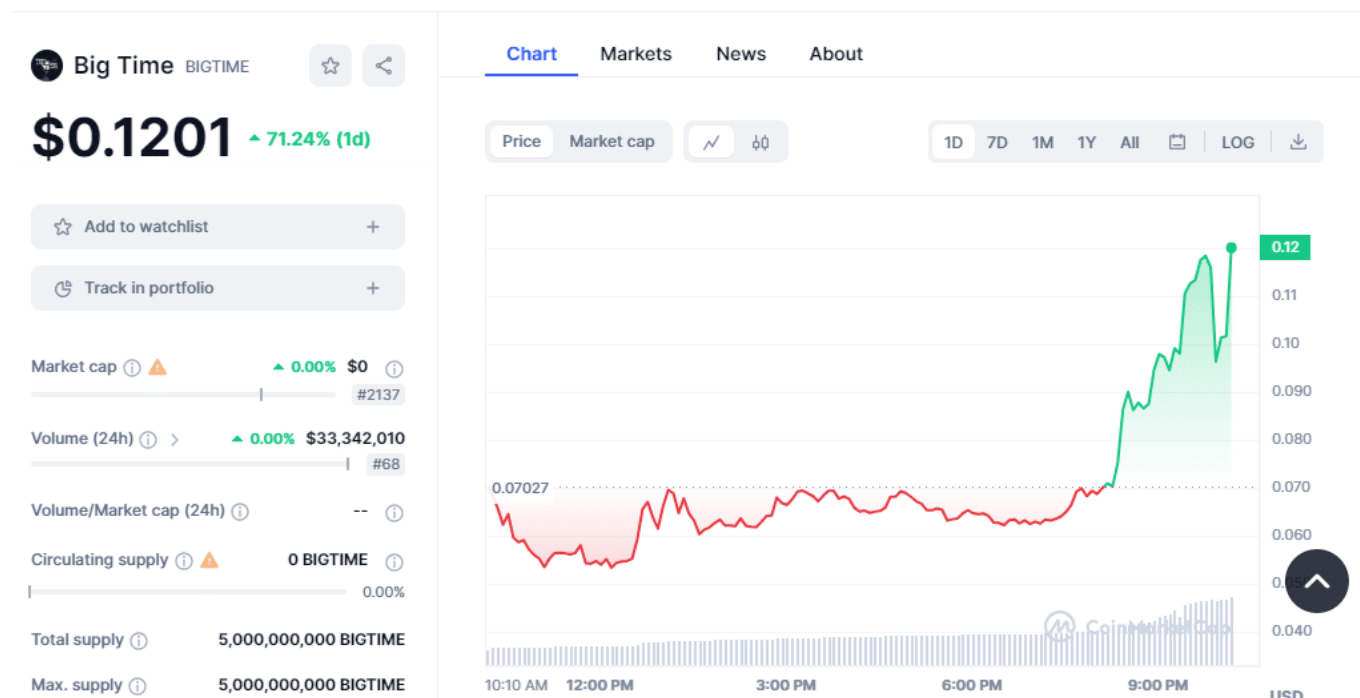 Big Time BIGTIME
$0.1201 71.24% (1d)
Add to watchlist
Track in portfolio
Market cap 0.00% $0
#2137
Volume (24h) 0.00% $33,342,010
#68
Volume/Market cap (24h) --
Circulating supply 0 BIGTIME
0.00%
Total supply 5,000,000,000 BIGTIME
Max. supply 5,000,000,000 BIGTIME
Chart Markets News About
Price Market cap
1D 7D 1M 1Y All LOG
0.12
0.11
0.10
0.090
0.080
0.07027
0.070
0.060
0.040
CoinMarketCap
10:10 AM 12:00 PM 3:00 PM 6:00 PM 9:00 PM
USD